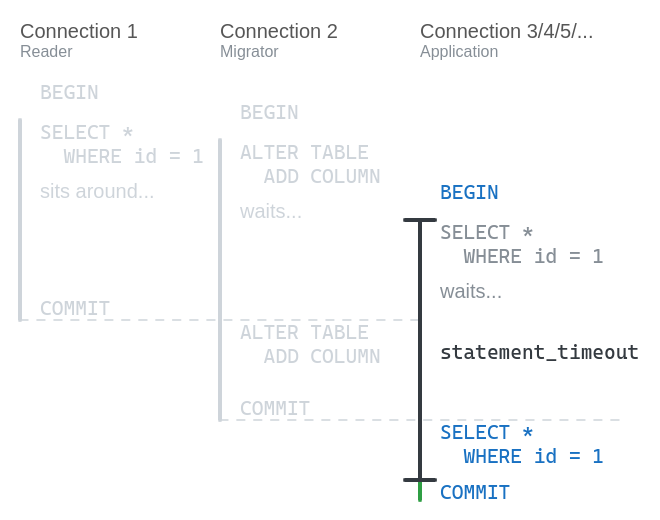 Connection 1
Reader
BEGIN
SELECT *
WHERE id = 1
sits around...
COMMIT
Connection 2
Migrator
BEGIN
ALTER TABLE
ADD COLUMN
waits...
ALTER TABLE
ADD COLUMN
COMMIT
Connection 3/4/5/...
Application
BEGIN
SELECT *
WHERE id = 1
waits...
statement_timeout
SELECT *
WHERE id = 1
COMMIT